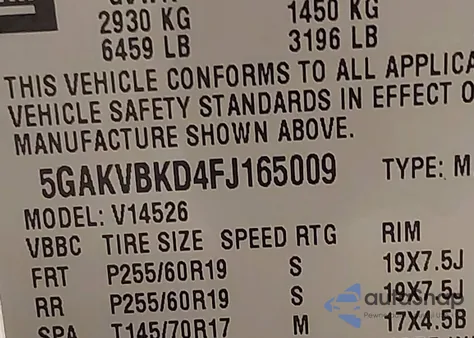 2930 KG 1450 KG
6459 LB 3196 LB
THIS VEHICLE CONFORMS TO ALL
VEHICLE SAFETY STANDARDS IN EFFECT
MANUFACTURE SHOWN ABOVE.
5GAKVBKD4FJ165009 TYPE: M
MODEL: V14526
VBBC TIRE SIZE SPEED RTG RIM
FRT P255/60R19 S 19X7.5J
RR P255/60R19 S 19X7.5J
SPA T145/70R17 M 17X4.5B
autosnap